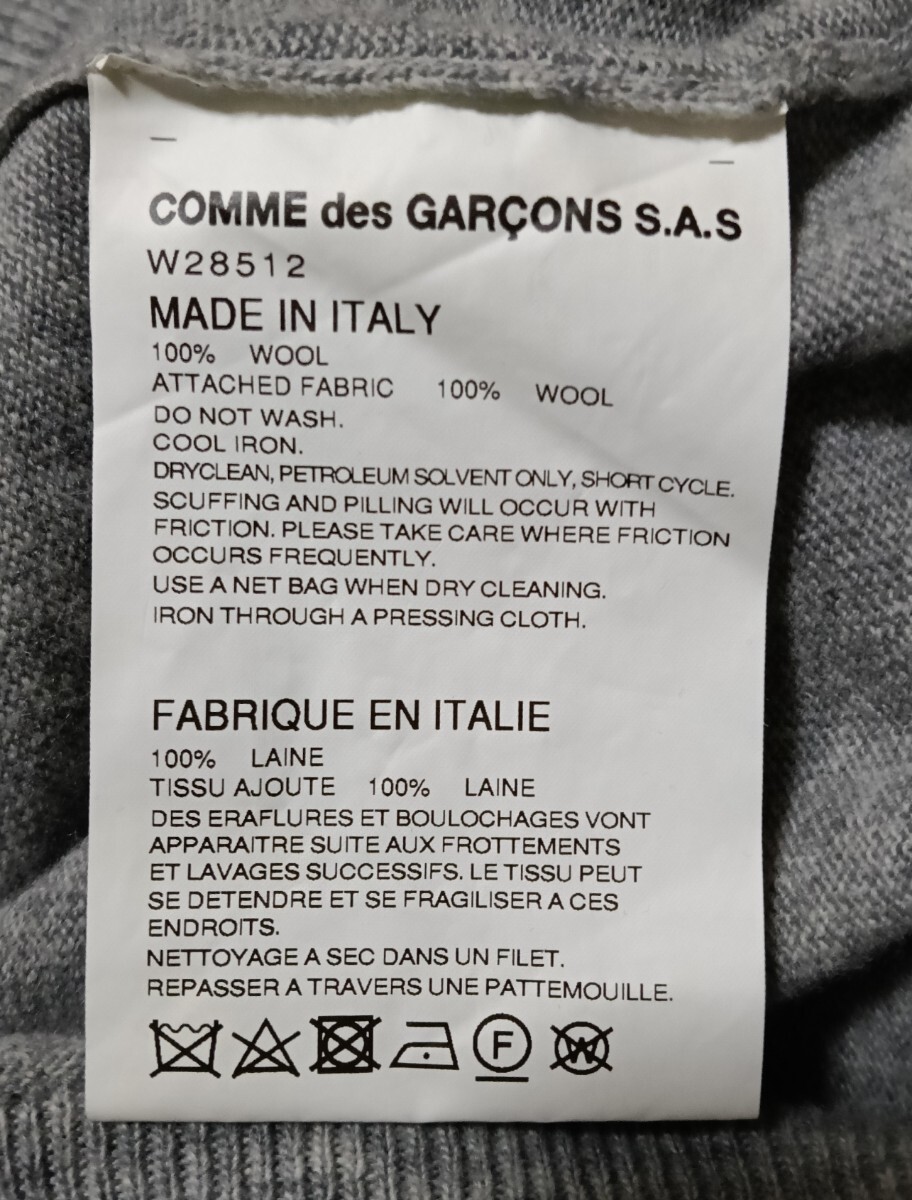 COMME des GARÇONS S.A.S
W28512
MADE IN ITALY
100% WOOL
ATTACHED FABRIC 100% WOOL
DO NOT WASH.
COOL IRON.
DRYCLEAN, PETROLEUM SOLVENT ONLY, SHORT CYCLE.
SCUFFING AND PILLING WILL OCCUR WITH
FRICTION. PLEASE TAKE CARE WHERE FRICTION
OCCURS FREQUENTLY.
USE A NET BAG WHEN DRY CLEANING.
IRON THROUGH A PRESSING CLOTH.
FABRIQUE EN ITALIE
100% LAINE
TISSU AJOUTE 100% LAINE
DES ERAFLURES ET BOULOCHAGES VONT
APPARAITRE SUITE AUX FROTTEMENTS
ET LAVAGES SUCCESSIFS. LE TISSU PEUT
SE DETENDRE ET SE FRAGILISER A CES
ENDROITS.
NETTOYAGE A SEC DANS UN FILET.
REPASSER A TRAVERS UNE PATTEMOUILLE.
F W